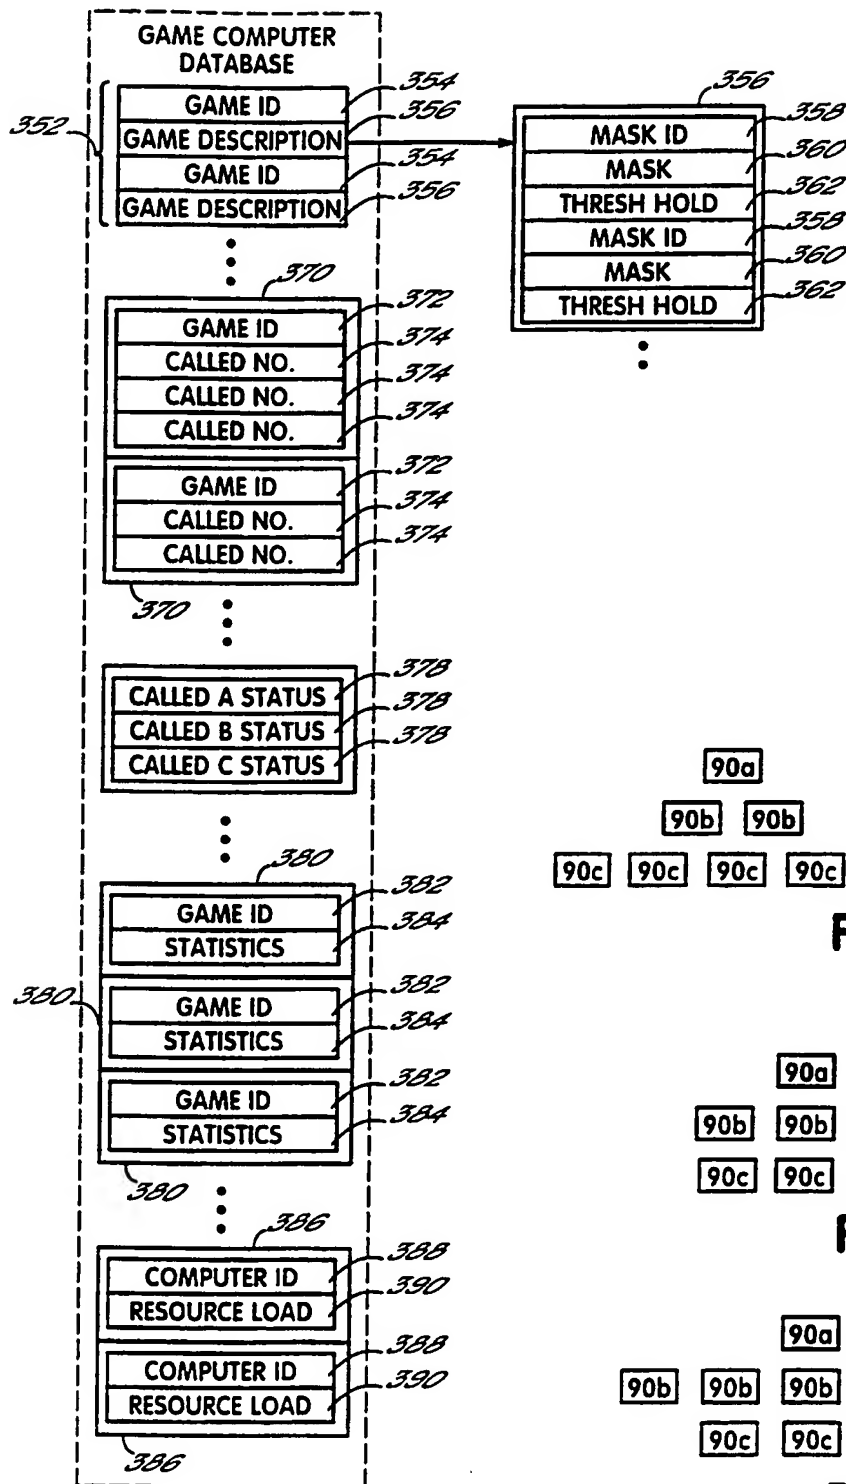 GAME COMPUTER
DATABASE
352
GAME ID 354
GAME DESCRIPTION 356
GAME ID 354
GAME DESCRIPTION 356
356
MASK ID 358
MASK 360
THRESH HOLD 362
MASK ID 358
MASK 360
THRESH HOLD 362
370
GAME ID 372
CALLED NO. 374
CALLED NO. 374
CALLED NO. 374
GAME ID 372
CALLED NO. 374
CALLED NO. 374
370
CALLED A STATUS 378
CALLED B STATUS 378
CALLED C STATUS 378
380
GAME ID 382
STATISTICS 384
380
GAME ID 382
STATISTICS 384
GAME ID 382
STATISTICS 384
380
386
COMPUTER ID 388
RESOURCE LOAD 390
COMPUTER ID 388
RESOURCE LOAD 390
386
90a
90b 90b
90c 90c 90c 90c
F
90a
90b 90b
90c 90c
F
90a
90b 90b 90b
90c 90c